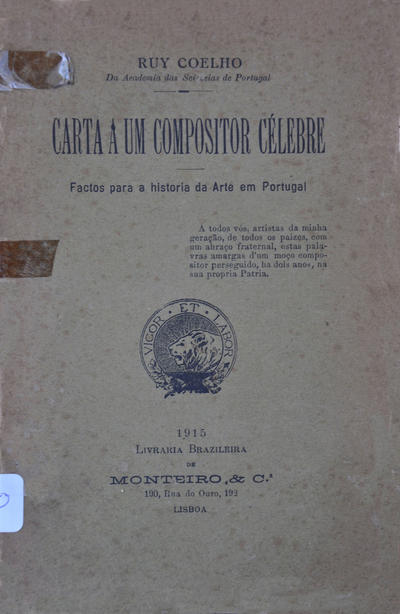 RUY COELHO
Da Academia das Sciencias de Portugal
CARTA A UM COMPOSITOR CÉLEBRE
Factos para a historia da Arte em Portugal
A todos vós, artistas da minha
geração, de todos os paizes, com
um abraço fraternal, estas pala-
vras amargas d'um moço compo-
sitor perseguido, ha dois anos, na
sua propria Patria.
VIGOR · ET · LABOR
1915
LIVRARIA BRAZILEIRA
DE
MONTEIRO, & C.ª
190, Rua do Ouro, 192
LISBOA